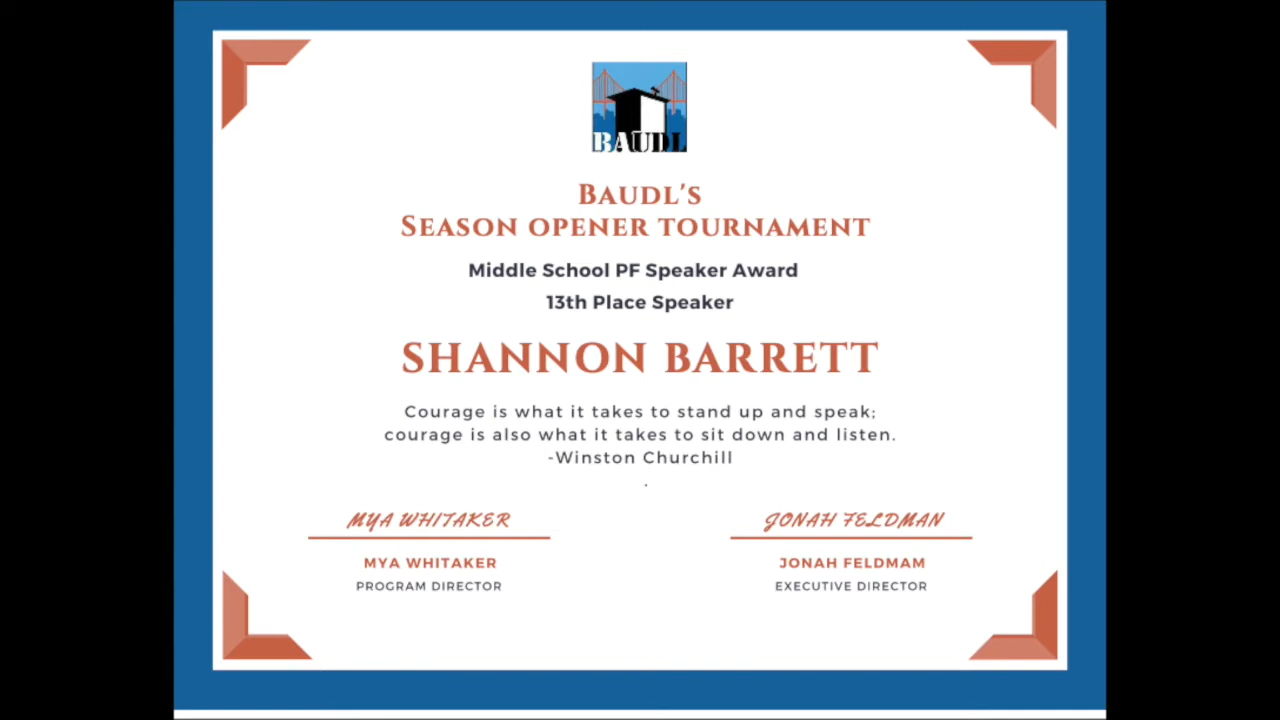 BAUDL
BAUDL'S
SEASON OPENER TOURNAMENT
Middle School PF Speaker Award
13th Place Speaker
SHANNON BARRETT
Courage is what it takes to stand up and speak;
courage is also what it takes to sit down and listen.
-Winston Churchill
.
MYA WHITAKER
JONAH FELDMAN
MYA WHITAKER
JONAH FELDMAM
PROGRAM DIRECTOR
EXECUTIVE DIRECTOR